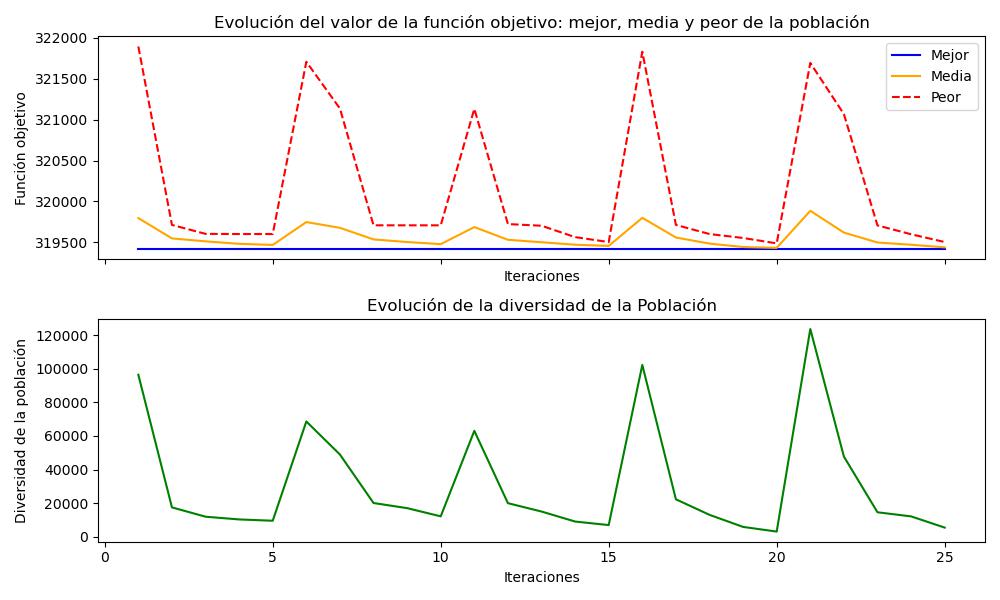 Evolución del valor de la función objetivo: mejor, media y peor de la población
322000
321500
321000
320500
320000
319500
Función objetivo
Mejor
Media
Peor
Iteraciones
Evolución de la diversidad de la Población
120000
100000
80000
60000
40000
20000
0
Diversidad de la población
0 5 10 15 20 25
Iteraciones